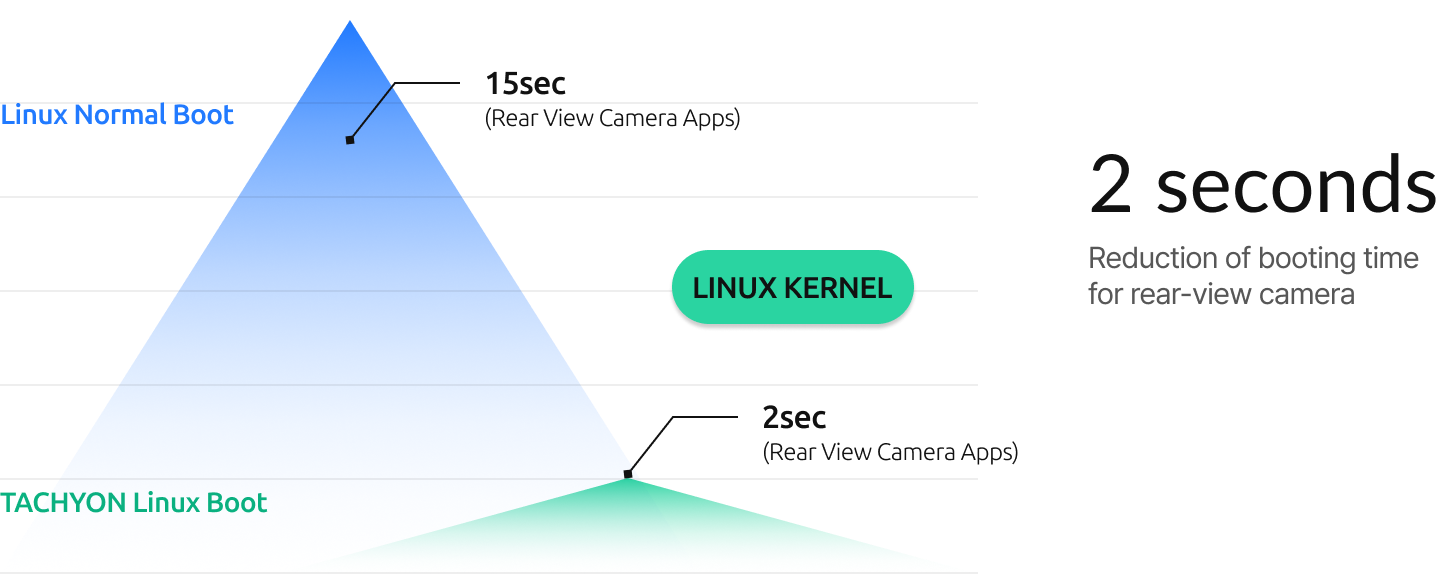 15sec
(Rear View Camera Apps)
Linux Normal Boot
2 seconds
Reduction of booting time
for rear-view camera
LINUX KERNEL
2sec
(Rear View Camera Apps)
TACHYON Linux Boot